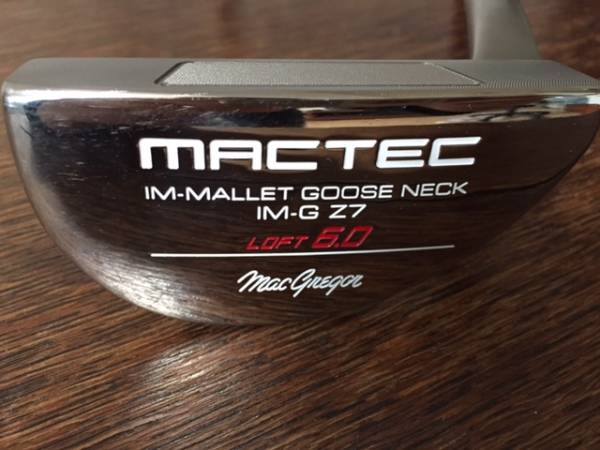 MACTEC
IM-MALLET GOOSE NECK
IM-G Z7
LOFT 6.0
MacGregor